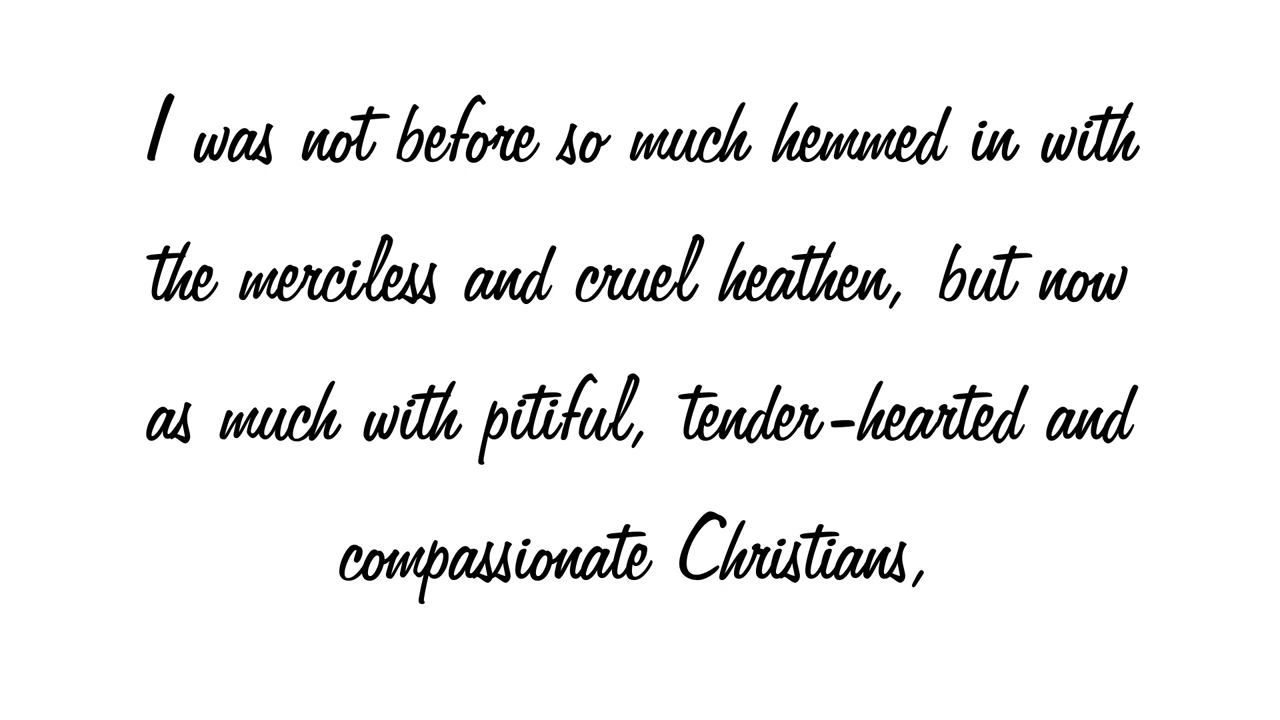 I was not before so much hemmed in with
the merciless and cruel heathen, but now
as much with pitiful, tender-hearted and
compassionate Christians,